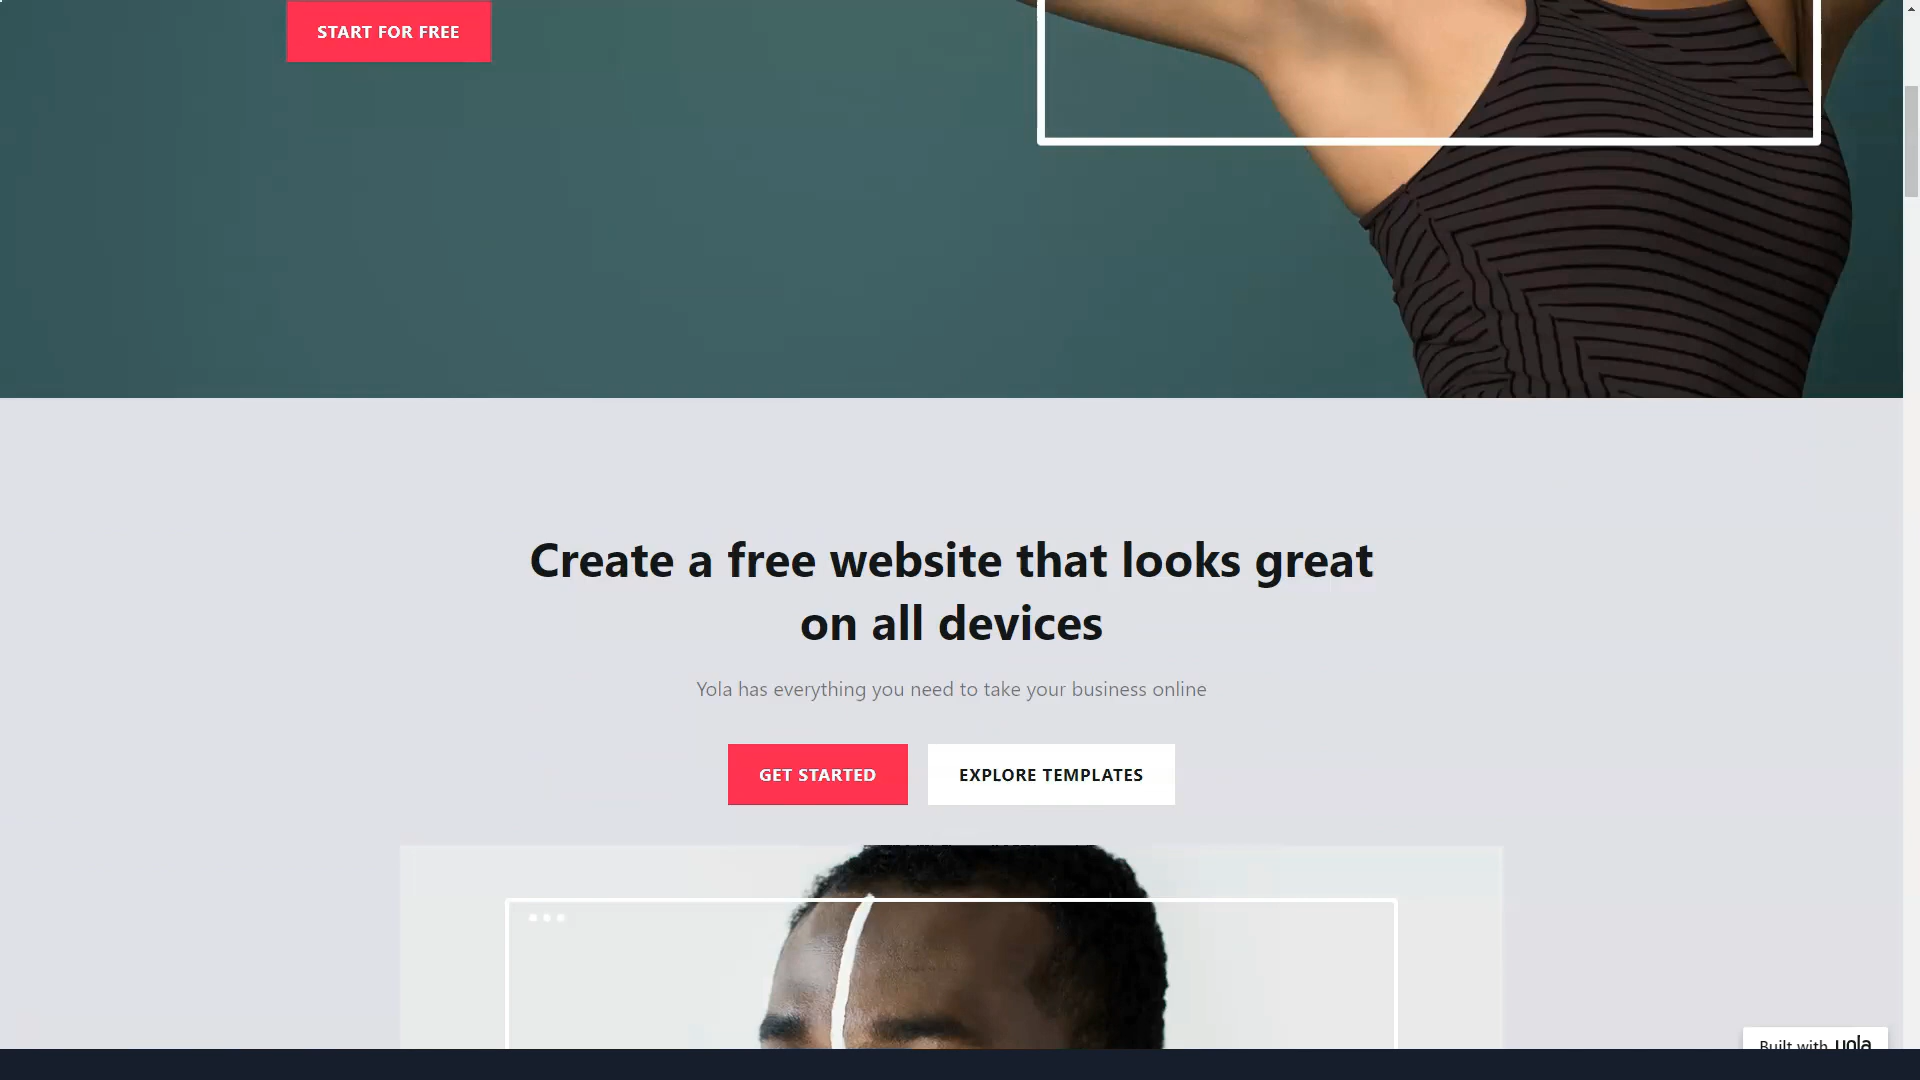 START FOR FREE
Create a free website that looks great
on all devices
Yola has everything you need to take your business online
GET STARTED
EXPLORE TEMPLATES
Built with yola